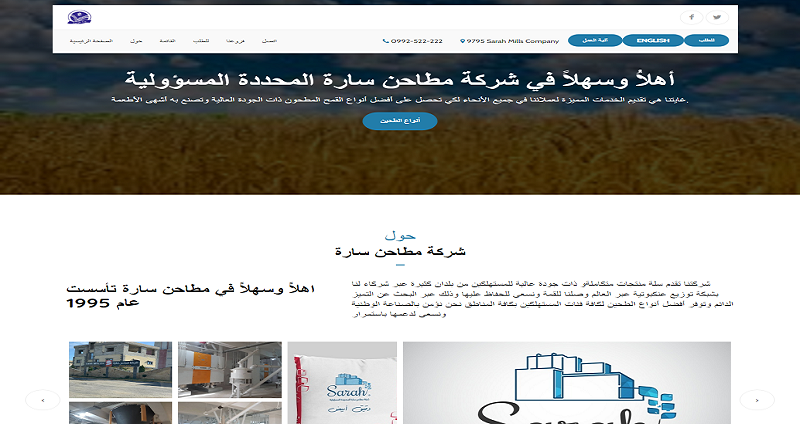 الصفحة الرئيسية
حول
القائمة
للطلب
فروعنا
اتصل
0992-522-222
9795 Sarah Mills Company
آلية العمل
ENGLISH
للطلب
أهلاً وسهلاً في شركة مطاحن سارة المحددة المسؤولية
غايتنا هي تقديم الخدمات المميزة لعملائنا في جميع الأنحاء لكي تحصل على أفضل أنواع القمح المطحون ذات الجودة العالية وتصنع به أشهى الأطعمة.
أنواع الطحين
حول
شركة مطاحن سارة
اهلاً وسهلاً في مطاحن سارة تأسست
عام 1995
شركتنا تقدم سلة منتجات متكاملة ذات جودة عالية للمستهلكين من بلدان كثيرة عبر شركاء لنا
بشبكة توزيع عنكبوتية عبر العالم وصلنا للقمة ونسعى للحفاظ عليها وذلك عبر البحث عن التميز
الدائم وتوفر أفضل أنواع الطحين لكافة فئات المستهلكين بكافة المناطق نحن نؤمن بالصناعة الوطنية
ونسعى لدعمها باستمرار
Sarah
دقيق أبيض
Sarah